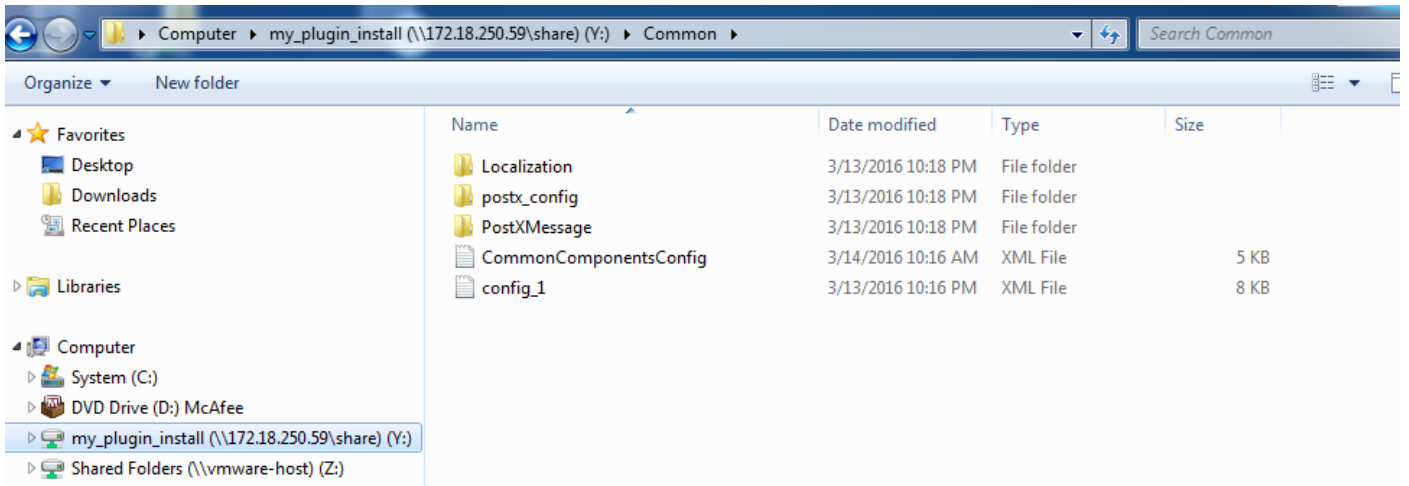 Computer my_plugin_install (\\172.18.250.59\share) (Y:) Common Search Common
Organize New folder
Favorites
Desktop
Downloads
Recent Places
Libraries
Computer
System (C:)
DVD Drive (D:) McAfee
my_plugin_install (\\172.18.250.59\share) (Y:)
Shared Folders (\\vmware-host) (Z:)
Name Date modified Type Size
Localization 3/13/2016 10:18 PM File folder
postx_config 3/13/2016 10:18 PM File folder
PostXMessage 3/13/2016 10:18 PM File folder
CommonComponentsConfig 3/14/2016 10:16 AM XML File 5 KB
config_1 3/13/2016 10:16 PM XML File 8 KB